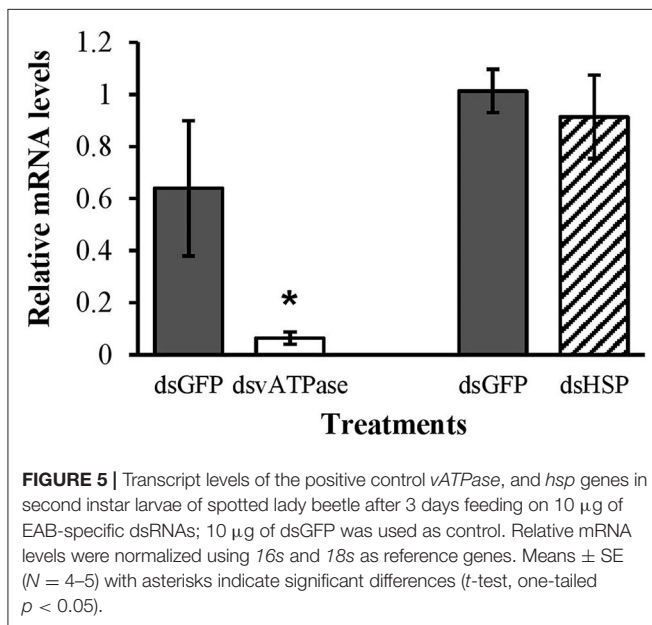 1.2
1
0.8
0.6
0.4
0.2
0
Relative mRNA levels
*
dsGFP dsvATPase dsGFP dsHSP
Treatments
FIGURE 5 | Transcript levels of the positive control vATPase, and hsp genes in
second instar larvae of spotted lady beetle after 3 days feeding on 10 μg of
EAB-specific dsRNAs; 10 μg of dsGFP was used as control. Relative mRNA
levels were normalized using 16s and 18s as reference genes. Means ± SE
(N = 4–5) with asterisks indicate significant differences (t-test, one-tailed
p < 0.05).